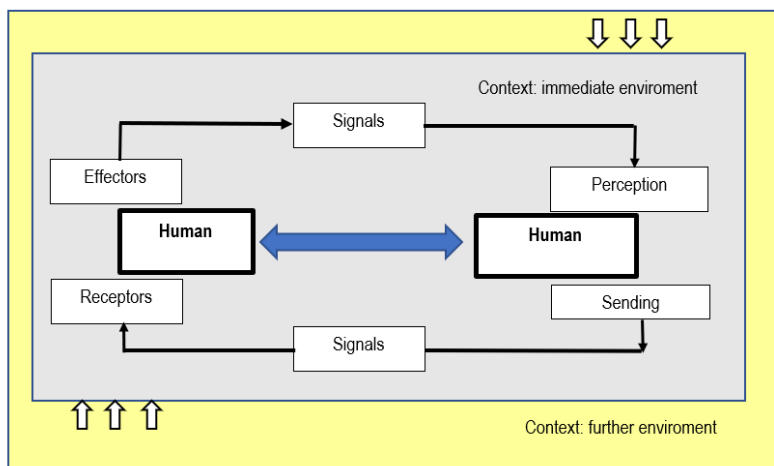 Context: immediate enviroment
Signals
Effectors
Perception
Human
Human
Receptors
Sending
Signals
Context: further enviroment